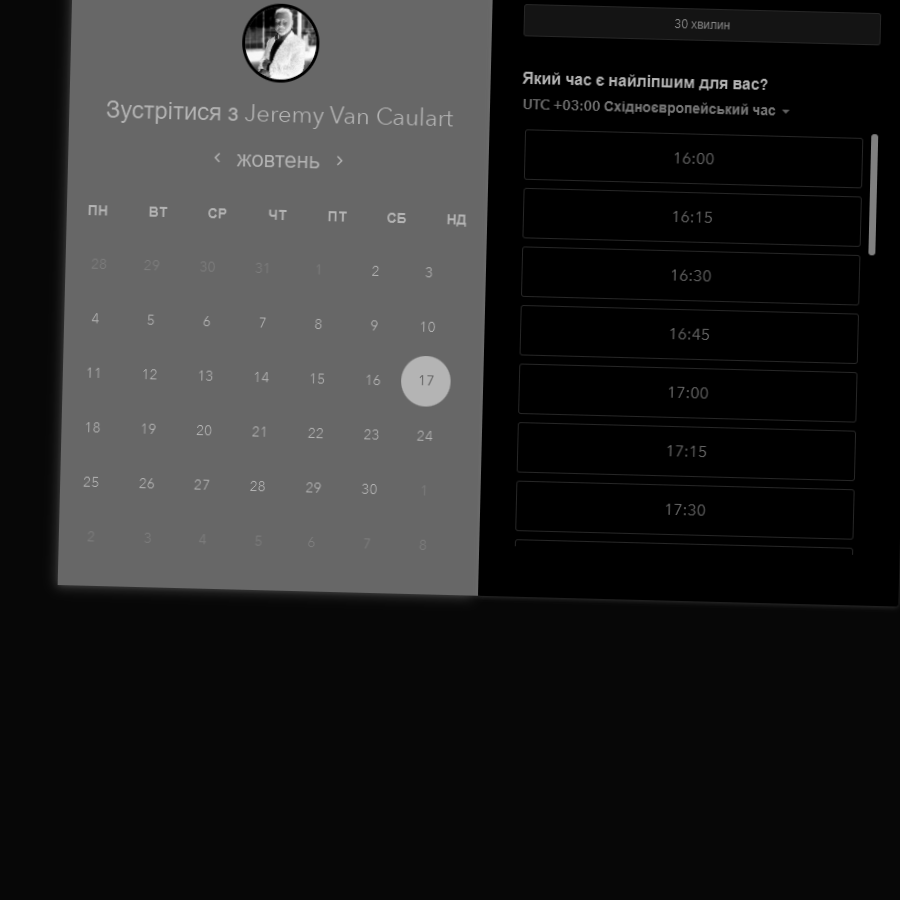 Зустрітися з Jeremy Van Caulart
жовтень
ПН ВТ СР ЧТ ПТ СБ НД
28 29 30 31 1 2 3
4 5 6 7 8 9 10
11 12 13 14 15 16 17
18 19 20 21 22 23 24
25 26 27 28 29 30 1
2 3 4 5 6 7 8
30 хвилин
Який час є найліпшим для вас?
UTC +03:00 Східноєвропейський час
16:00
16:15
16:30
16:45
17:00
17:15
17:30